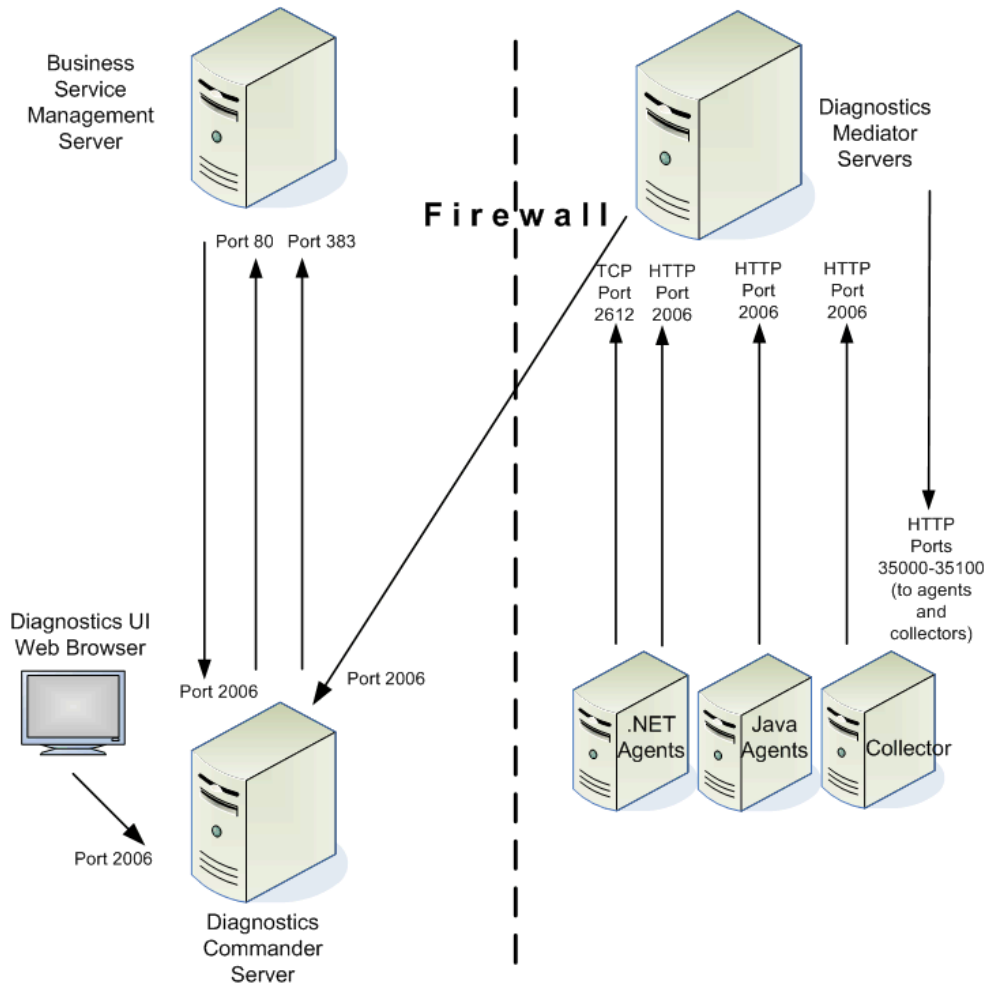 Business
Service
Management
Server
Diagnostics
Mediator
Servers
Firewall
Port 80
Port 383
TCP
Port
2612
HTTP
Port
2006
HTTP
Port
2006
HTTP
Port
2006
HTTP
Ports
35000-35100
(to agents
and
collectors)
Diagnostics UI
Web Browser
Port 2006
Port 2006
.NET
Agents
Java
Agents
Collector
Port 2006
Diagnostics
Commander
Server